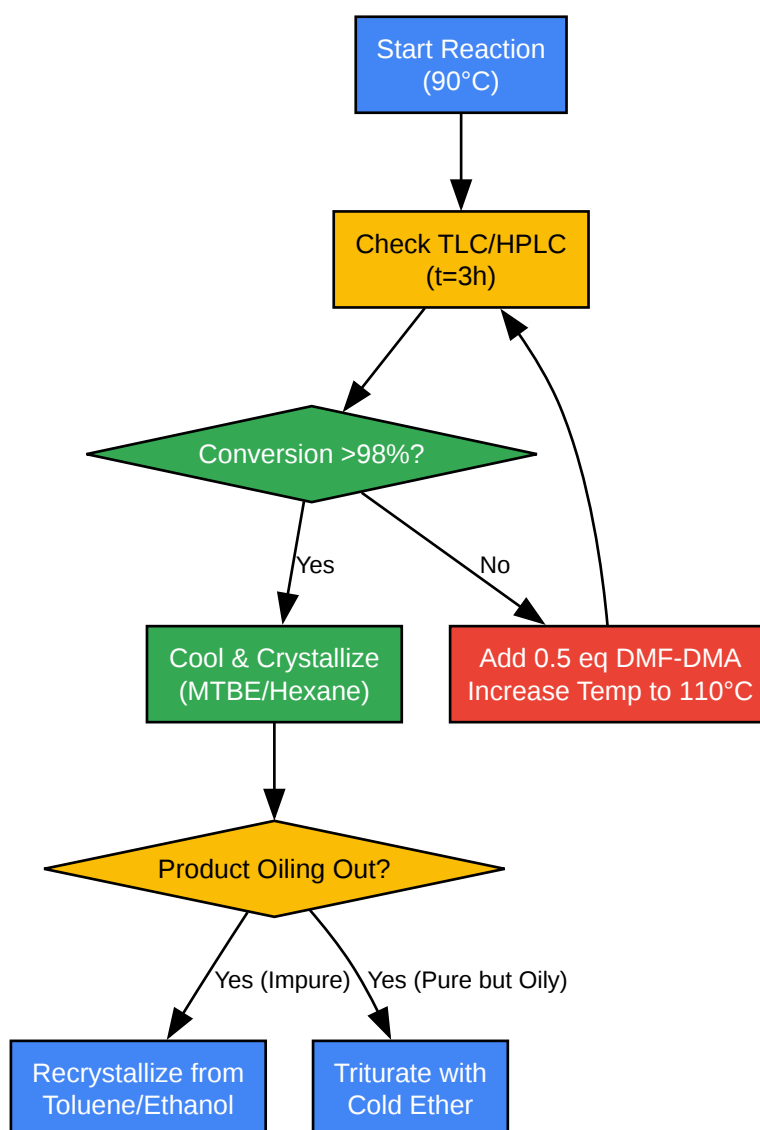 Start Reaction
(90°C)
Check TLC/HPLC
(t=3h)
Conversion >98%?
Yes
No
Cool & Crystallize
(MTBE/Hexane)
Add 0.5 eq DMF-DMA
Increase Temp to 110°C
Product Oiling Out?
Yes (Impure)
Yes (Pure but Oily)
Recrystallize from
Toluene/Ethanol
Triturate with
Cold Ether